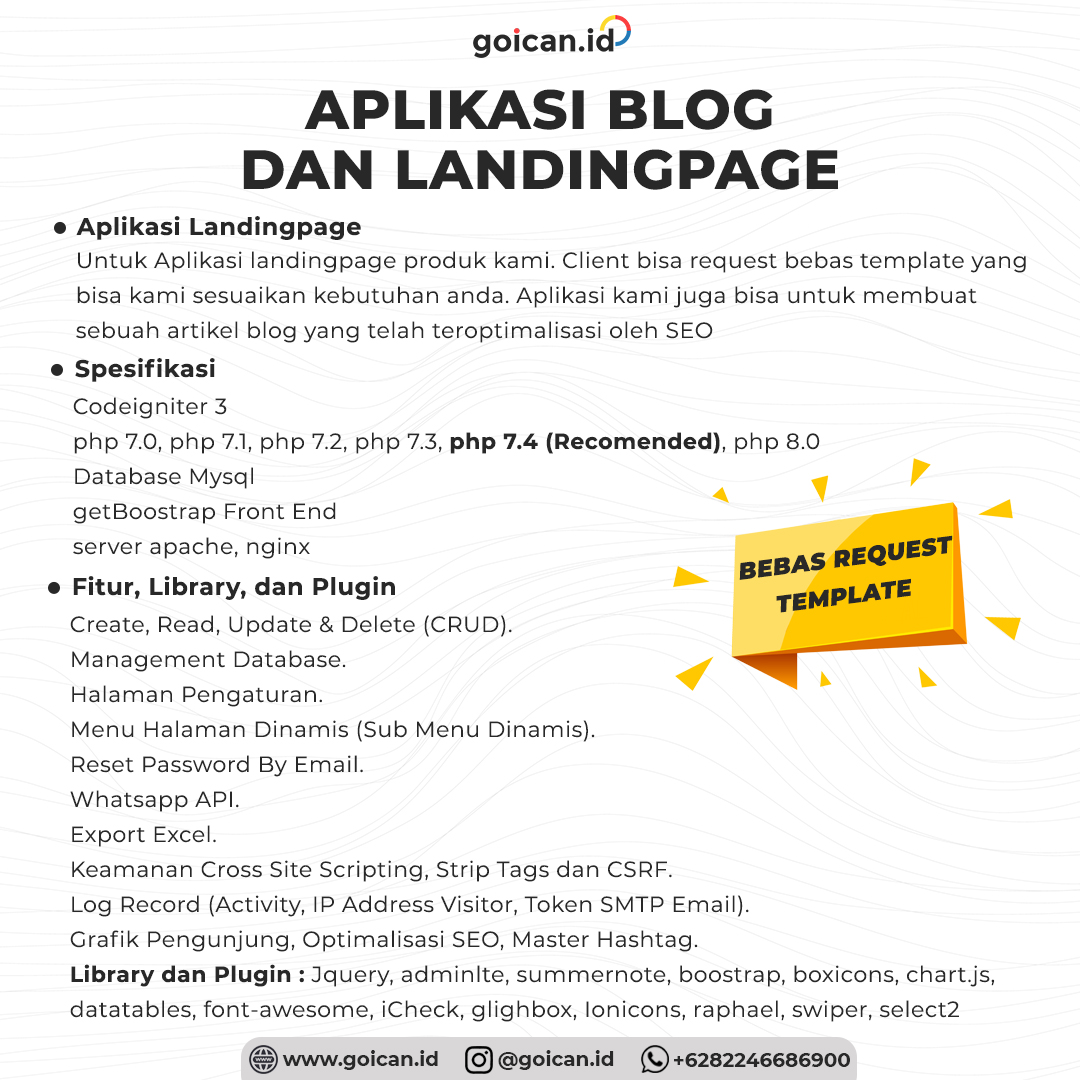 goican.id
APLIKASI BLOG
DAN LANDINGPAGE
Aplikasi Landingpage
Untuk Aplikasi landingpage produk kami. Client bisa request bebas template yang
bisa kami sesuaikan kebutuhan anda. Aplikasi kami juga bisa untuk membuat
sebuah artikel blog yang telah teroptimalisasi oleh SEO
Spesifikasi
Codeigniter 3
php 7.0, php 7.1, php 7.2, php 7.3, php 7.4 (Recomended), php 8.0
Database Mysql
getBoostrap Front End
server apache, nginx
BEBAS REQUEST
TEMPLATE
Fitur, Library, dan Plugin
Create, Read, Update & Delete (CRUD).
Management Database.
Halaman Pengaturan.
Menu Halaman Dinamis (Sub Menu Dinamis).
Reset Password By Email.
Whatsapp API.
Export Excel.
Keamanan Cross Site Scripting, Strip Tags dan CSRF.
Log Record (Activity, IP Address Visitor, Token SMTP Email).
Grafik Pengunjung, Optimalisasi SEO, Master Hashtag.
Library dan Plugin : Jquery, adminlte, summernote, boostrap, boxicons, chart.js,
datatables, font-awesome, iCheck, glighbox, Ionicons, raphael, swiper, select2
www.goican.id @goican.id +6282246686900